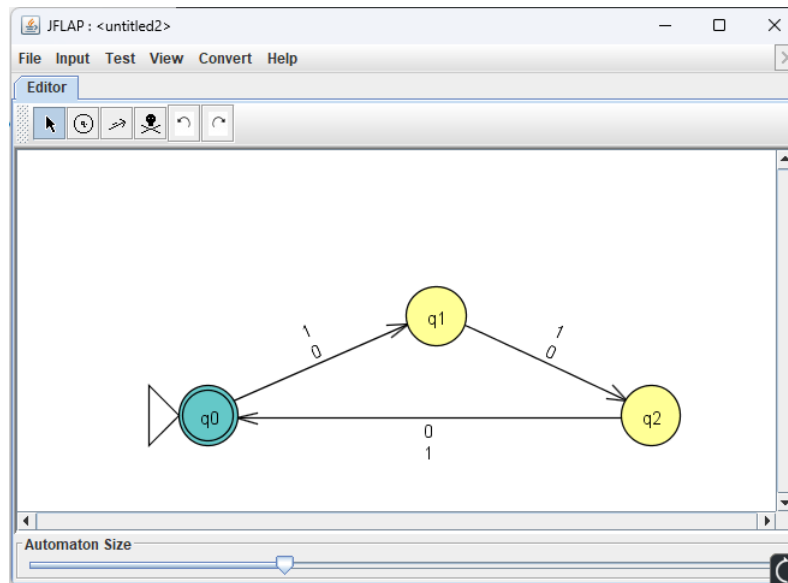 JFLAP : <untitled2>
File Input Test View Convert Help
Editor
q1
1
0
1
0
q0
q2
0
1
Automaton Size